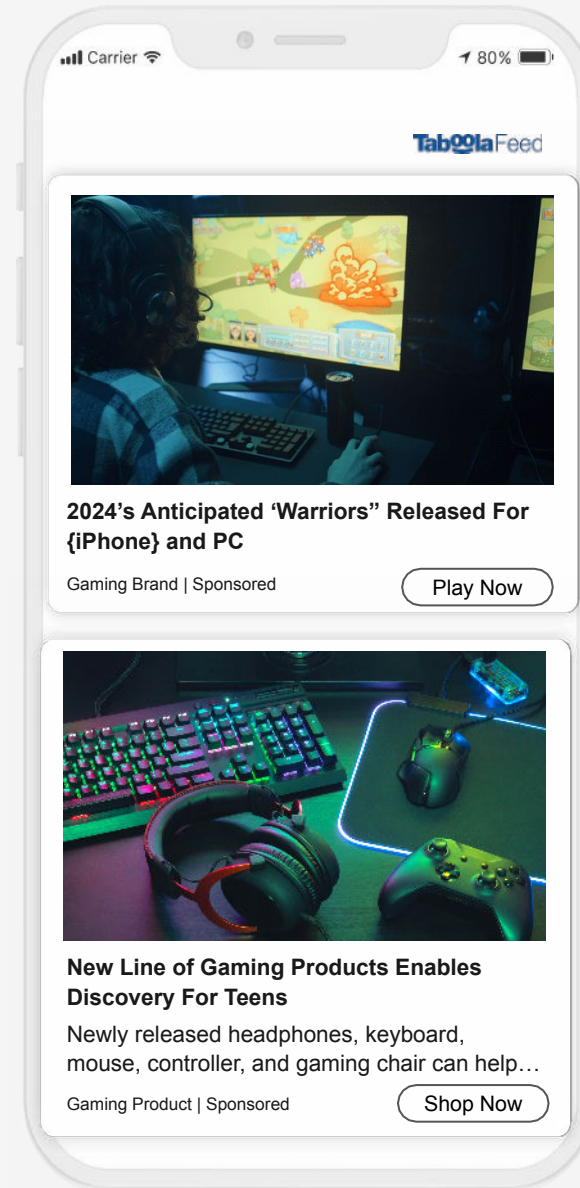 Carrier
80%
TaboolaFeed
2024’s Anticipated ‘Warriors” Released For
{iPhone} and PC
Gaming Brand | Sponsored
Play Now
New Line of Gaming Products Enables
Discovery For Teens
Newly released headphones, keyboard,
mouse, controller, and gaming chair can help…
Gaming Product | Sponsored
Shop Now